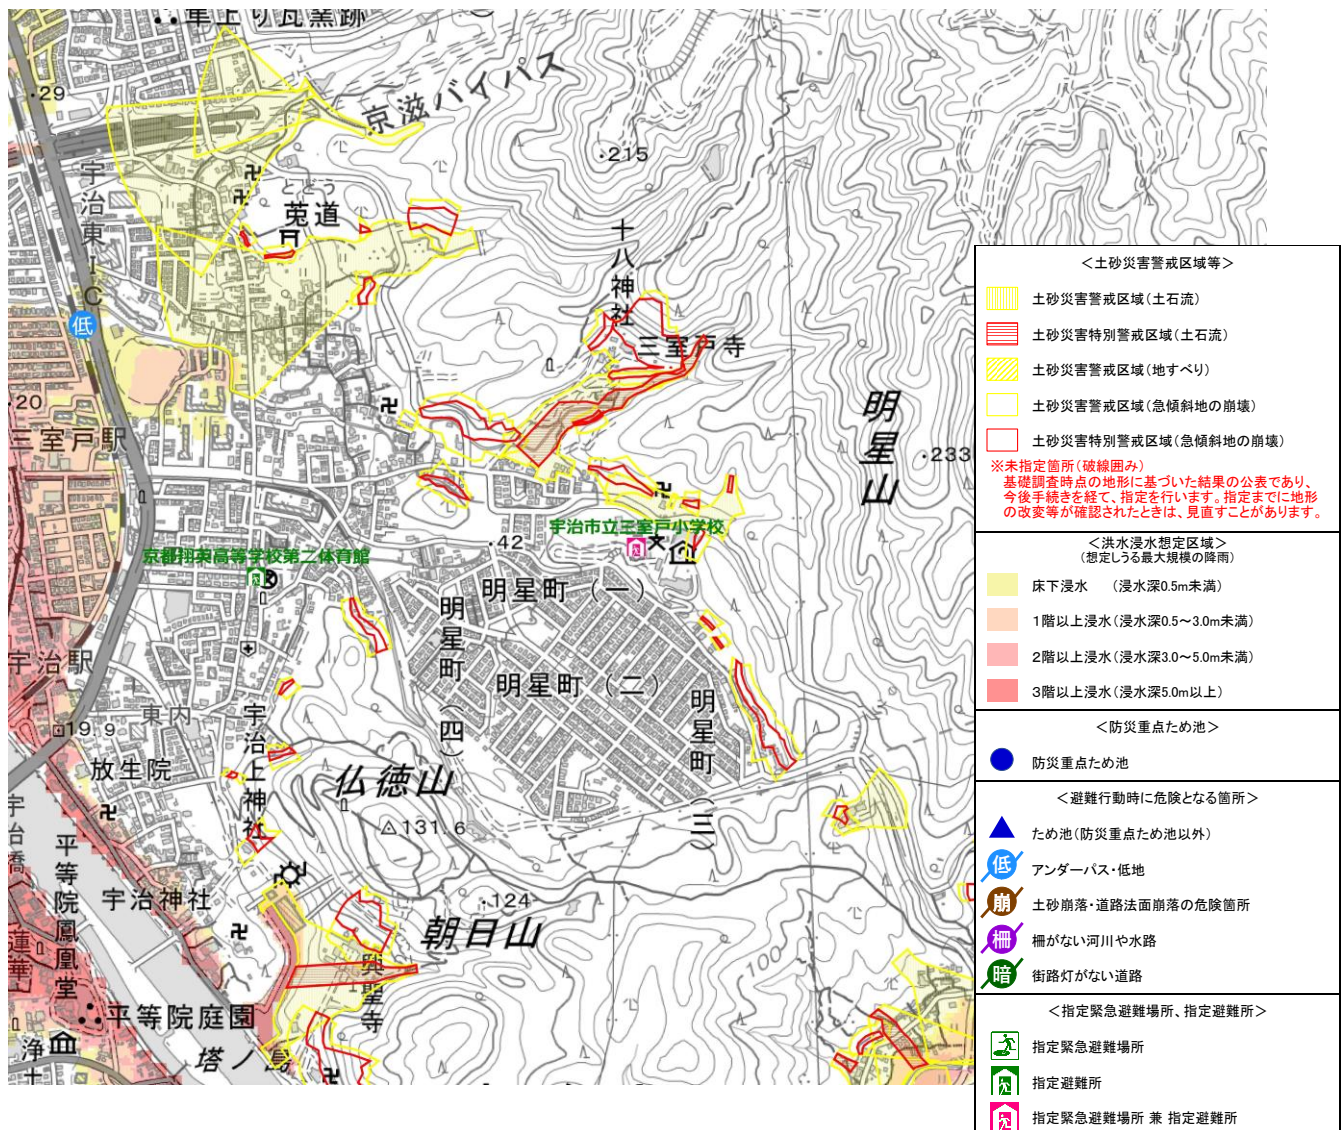 車上り瓦窯跡
京滋バイパス
・29
・215
宇治東IC
とどう
莵道
十八神社
三室戸寺
低
・20
三室戸駅
明星山
・233
・42
宇治市立三室戸小学校
京都翔英高等学校第二体育館
明星町(一)
明星町(二)
明星町(三)
明星町(四)
宇治駅
19.9
東内
放生院
宇治上神社
仏徳山
131.6
宇治橋
平等院鳳凰堂
宇治神社
・124
朝日山
興聖寺
100
蓮華
平等院庭園
塔ノ島
浄土
<土砂災害警戒区域等>
土砂災害警戒区域(土石流)
土砂災害特別警戒区域(土石流)
土砂災害警戒区域(地すべり)
土砂災害警戒区域(急傾斜地の崩壊)
土砂災害特別警戒区域(急傾斜地の崩壊)
※未指定箇所(破線囲み)
基礎調査時点の地形に基づいた結果の公表であり、
今後手続きを経て、指定を行います。指定までに地形
の改変等が確認されたときは、見直すことがあります。
<洪水浸水想定区域>
(想定しうる最大規模の降雨)
床下浸水 (浸水深0.5m未満)
1階以上浸水(浸水深0.5~3.0m未満)
2階以上浸水(浸水深3.0~5.0m未満)
3階以上浸水(浸水深5.0m以上)
<防災重点ため池>
防災重点ため池
<避難行動時に危険となる箇所>
ため池(防災重点ため池以外)
低 アンダーパス・低地
崩 土砂崩落・道路法面崩落の危険箇所
柵 柵がない河川や水路
暗 街路灯がない道路
<指定緊急避難場所、指定避難所>
指定緊急避難場所
指定避難所
指定緊急避難場所 兼 指定避難所